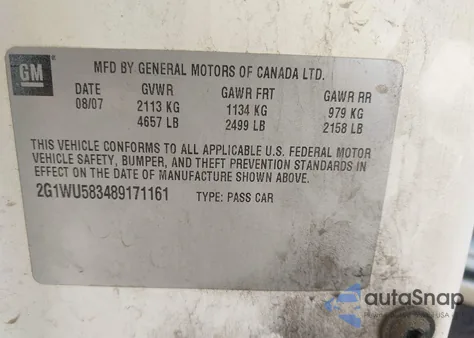 GM
MFD BY GENERAL MOTORS OF CANADA LTD.
DATE GVWR GAWR FRT GAWR RR
08/07 2113 KG 1134 KG 979 KG
4657 LB 2499 LB 2158 LB
THIS VEHICLE CONFORMS TO ALL APPLICABLE U.S. FEDERAL MOTOR
VEHICLE SAFETY, BUMPER, AND THEFT PREVENTION STANDARDS IN
EFFECT ON THE DATE OF MANUFACTURE SHOWN ABOVE.
2G1WU583489171161 TYPE: PASS CAR
autoSnap